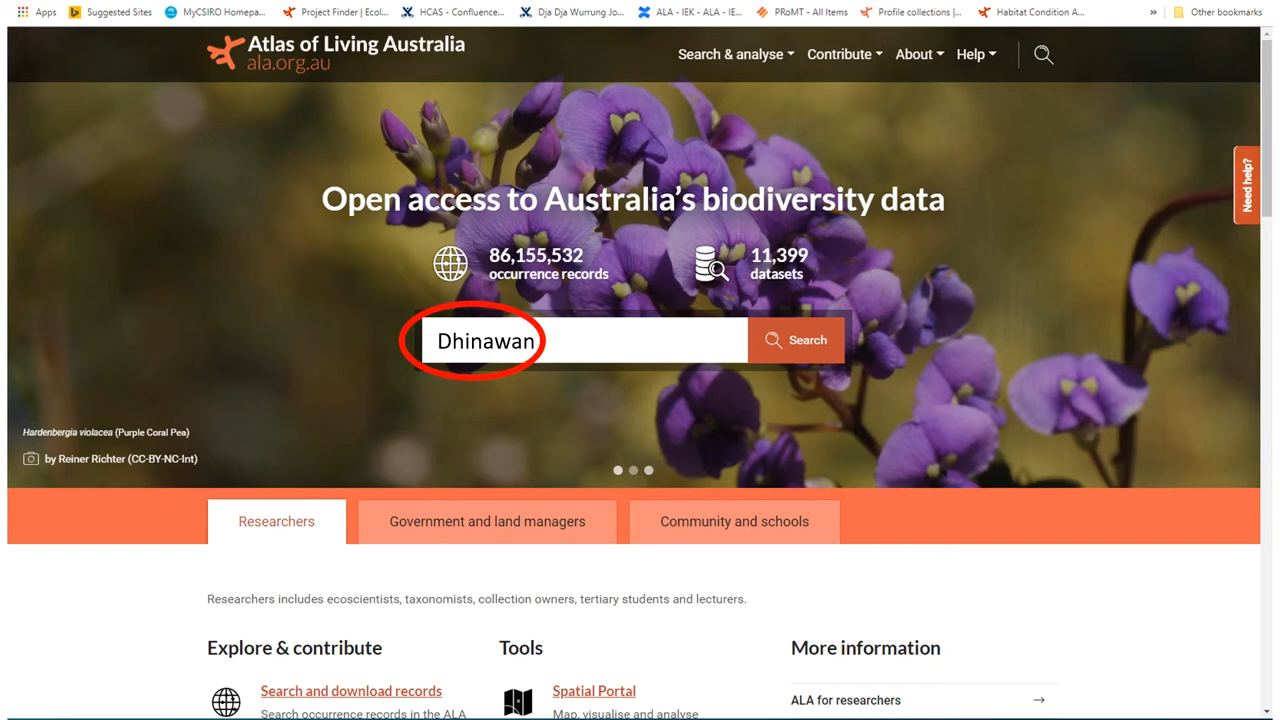 Apps Suggested Sites MyCSIRO Homepa... Project Finder | Ecol... HCAS - Confluence... Dja Dja Wurrung Jo... ALA - IEK - ALA - IE... PRoMT - All Items Profile collections |... Habitat Condition A... » Other bookmarks
Atlas of Living Australia
ala.org.au
Search & analyse Contribute About Help
Need help?
Open access to Australia's biodiversity data
86,155,532
occurrence records
11,399
datasets
Dhinawan
Search
Hardenbergia violacea (Purple Coral Pea)
by Reiner Richter (CC-BY-NC-Int)
Researchers
Government and land managers
Community and schools
Researchers includes ecoscientists, taxonomists, collection owners, tertiary students and lecturers.
Explore & contribute
Search and download records
Search occurrence records in the ALA
Tools
Spatial Portal
Map, visualise and analyse
More information
ALA for researchers →